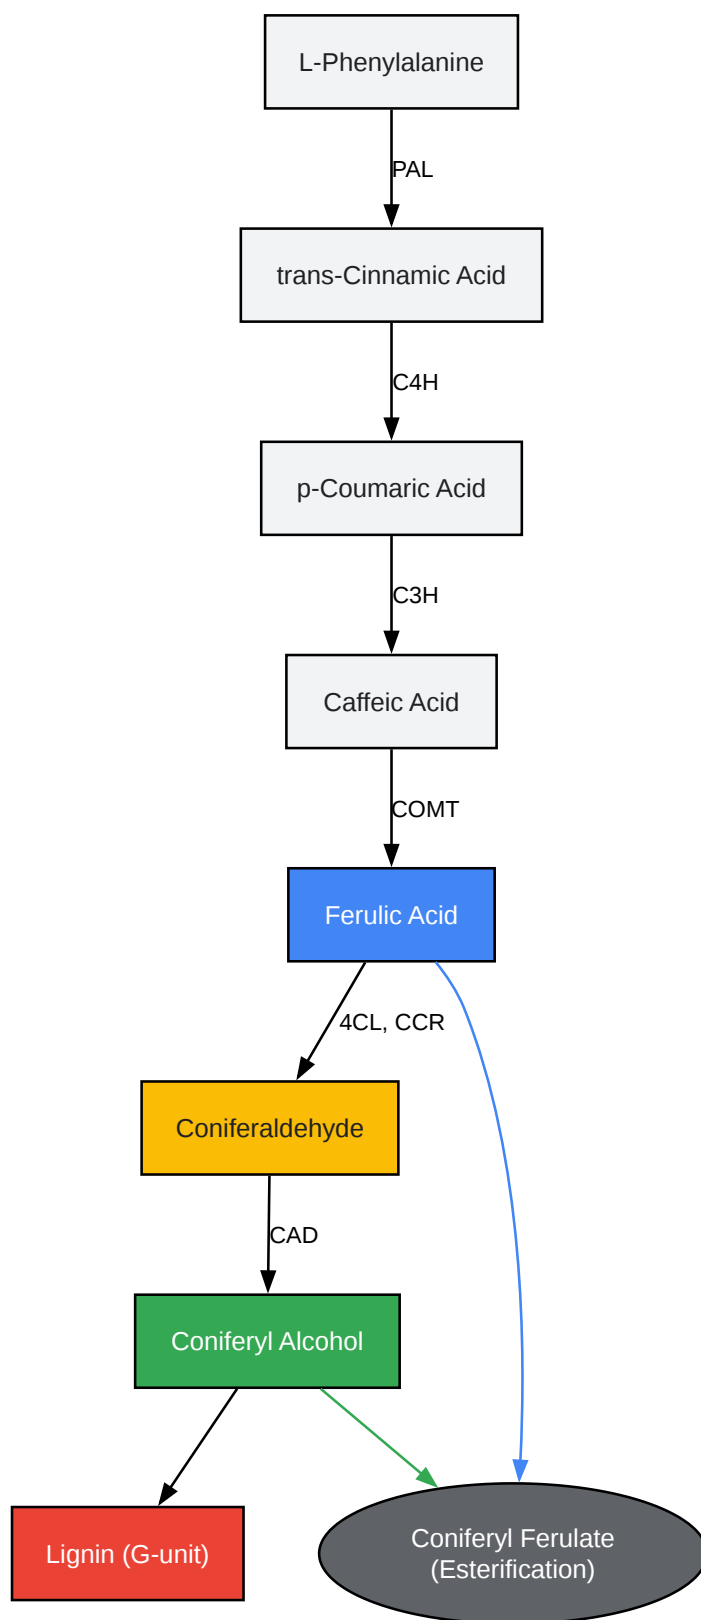 L-Phenylalanine
PAL
trans-Cinnamic Acid
C4H
p-Coumaric Acid
C3H
Caffeic Acid
COMT
Ferulic Acid
4CL, CCR
Coniferaldehyde
CAD
Coniferyl Alcohol
Lignin (G-unit)
Coniferyl Ferulate
(Esterification)